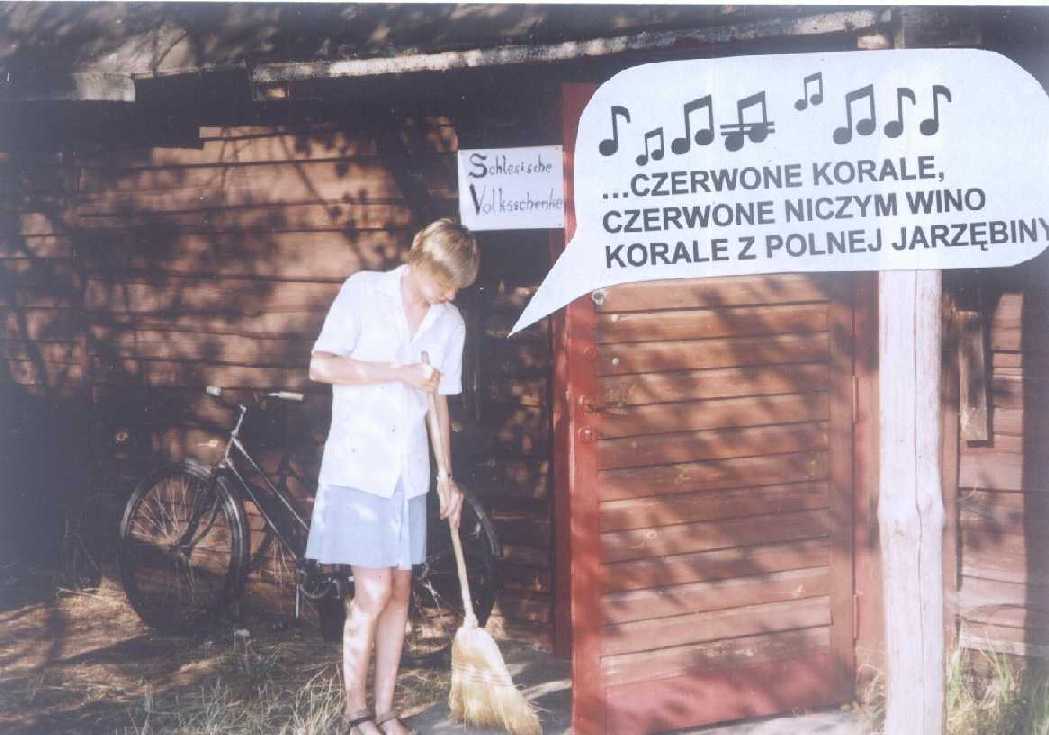 Schlesische
Volksschenke
...CZERWONE KORALE,
CZERWONE NICZYM WINO
KORALE Z POLNEJ JARZĘBINY